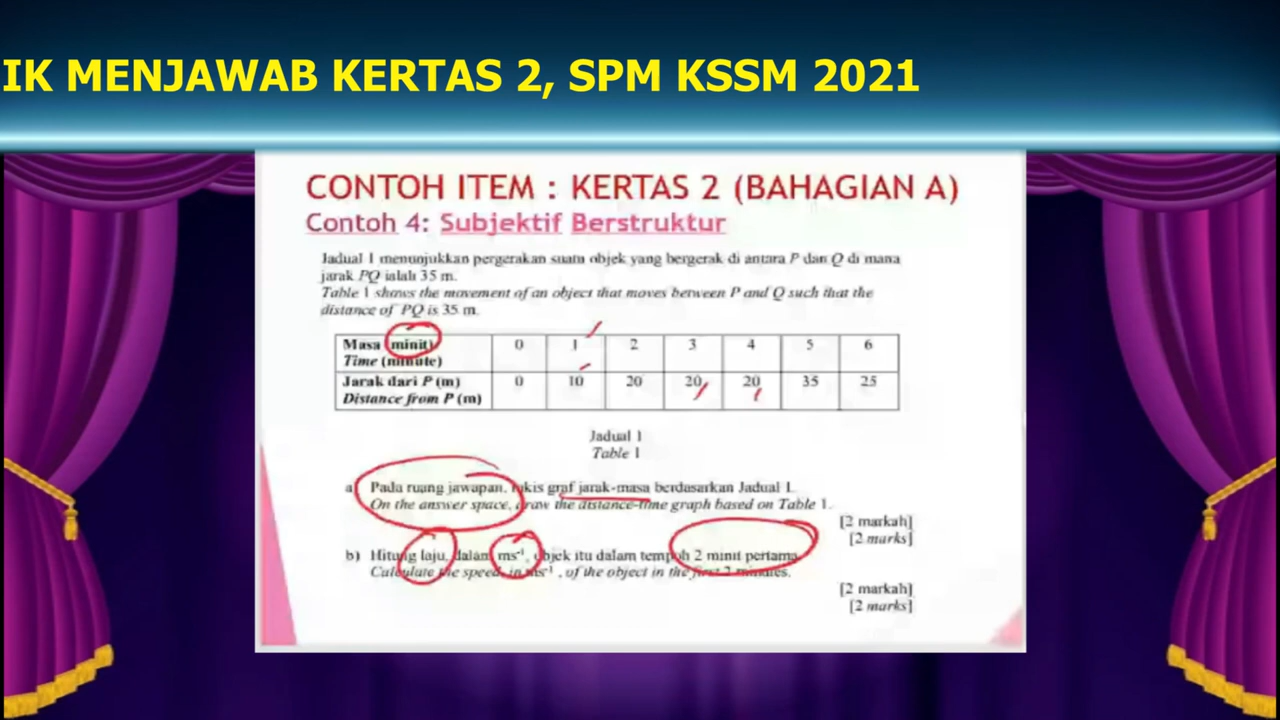 IK MENJAWAB KERTAS 2, SPM KSSM 2021
CONTOH ITEM : KERTAS 2 (BAHAGIAN A)
Contoh 4: Subjektif Berstruktur
Jadual 1 menunjukkan pergerakan suatu objek yang bergerak di antara P dan Q di mana
jarak PQ ialah 35 m.
Table 1 shows the movement of an object that moves between P and Q such that the
distance of PQ is 35 m.
Masa (minit) 0 1 2 3 4 5 6
Time (minute)
Jarak dari P (m) 0 10 20 20 20 35 25
Distance from P (m)
Jadual 1
Table 1
a Pada ruang jawapan, lukis graf jarak-masa berdasarkan Jadual 1.
On the answer space, draw the distance-time graph based on Table 1.
[2 markah]
[2 marks]
b) Hitung laju, dalam ms⁻¹, objek itu dalam tempoh 2 minit pertama.
Calculate the speed, in ms⁻¹, of the object in the first 2 minutes.
[2 markah]
[2 marks]